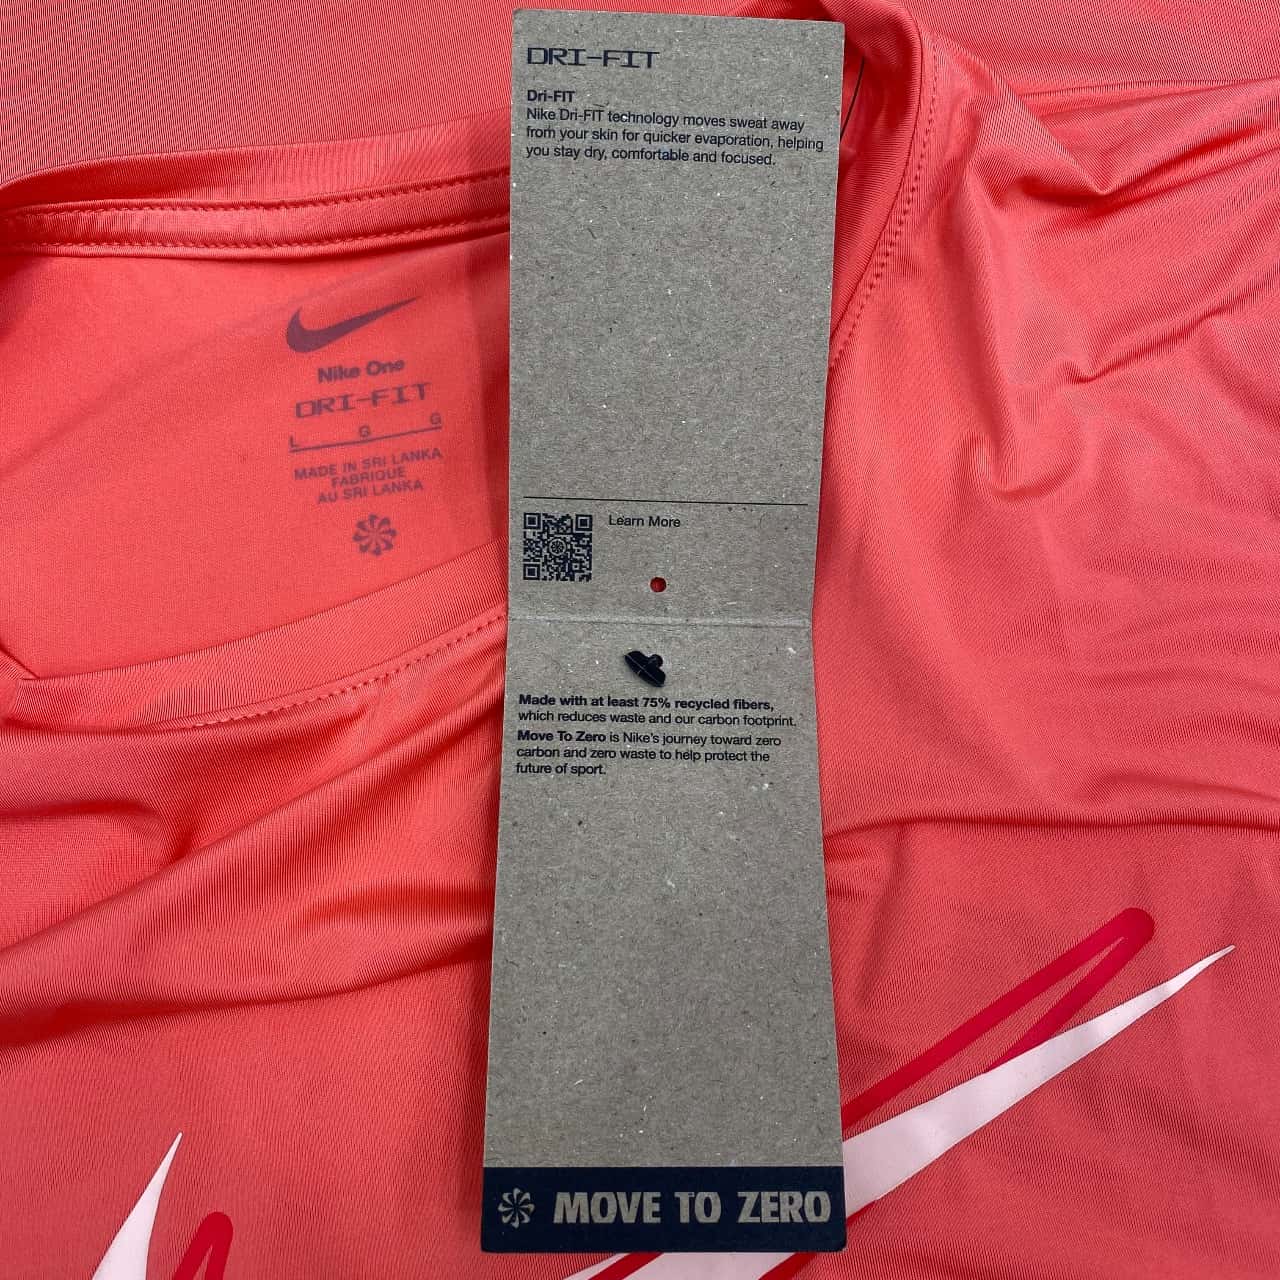 Nike One
DRI-FIT
L G G
MADE IN SRI LANKA
FABRIQUE
AU SRI LANKA
DRI-FIT
Dri-FIT
Nike Dri-FIT technology moves sweat away
from your skin for quicker evaporation, helping
you stay dry, comfortable and focused.
Learn More
Made with at least 75% recycled fibers,
which reduces waste and our carbon footprint.
Move To Zero is Nike's journey toward zero
carbon and zero waste to help protect the
future of sport.
MOVE TO ZERO